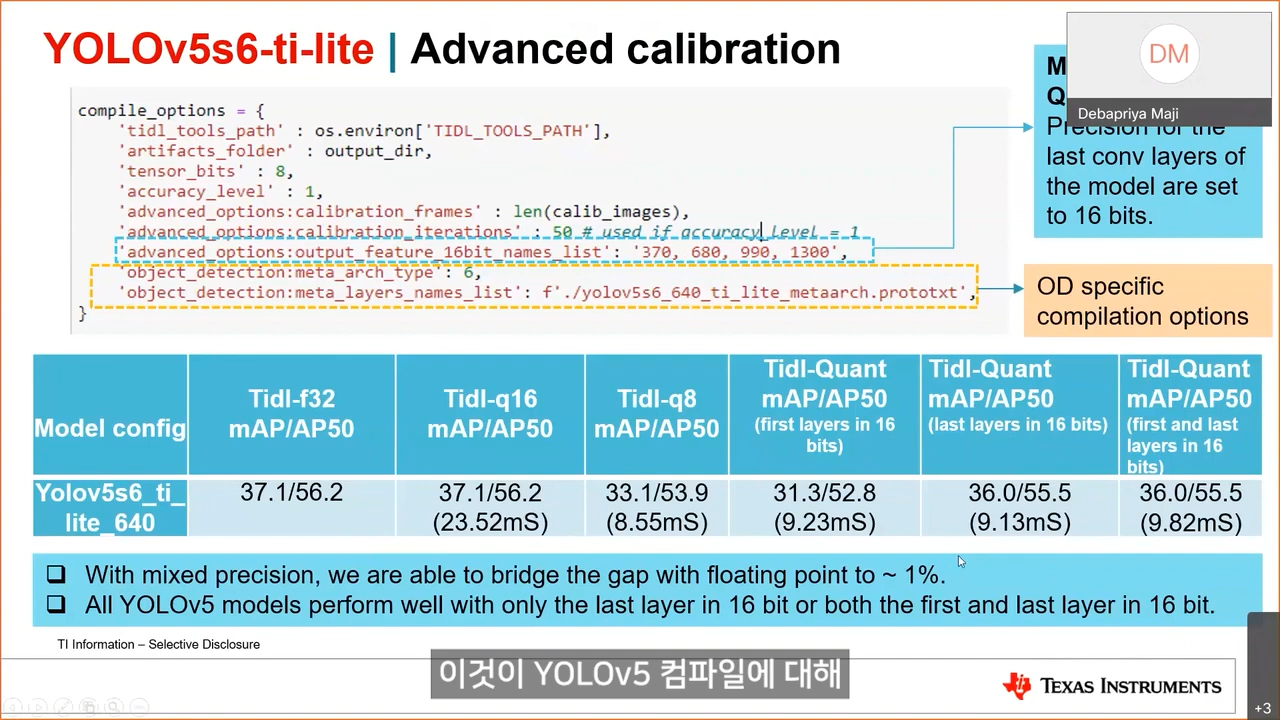 YOLOv5s6-ti-lite | Advanced calibration
DM
Debapriya Maji
compile_options = {
'tidl_tools_path' : os.environ['TIDL_TOOLS_PATH'],
'artifacts_folder' : output_dir,
'tensor_bits' : 8,
'accuracy_level' : 1,
'advanced_options:calibration_frames' : len(calib_images),
'advanced_options:calibration_iterations' : 50 # used if accuracy_level = 1
'advanced_options:output_feature_16bit_names_list' : '370, 680, 990, 1300',
'object_detection:meta_arch_type': 6,
'object_detection:meta_layers_names_list': f'./yolov5s6_640_ti_lite_metaarch.prototxt',
}
Precision for the
last conv layers of
the model are set
to 16 bits.
OD specific
compilation options
Model config
Tidl-f32
mAP/AP50
Tidl-q16
mAP/AP50
Tidl-q8
mAP/AP50
Tidl-Quant
mAP/AP50
(first layers in 16
bits)
Tidl-Quant
mAP/AP50
(last layers in 16 bits)
Tidl-Quant
mAP/AP50
(first and last
layers in 16
bits)
Yolov5s6_ti_
lite_640
37.1/56.2
37.1/56.2
(23.52mS)
33.1/53.9
(8.55mS)
31.3/52.8
(9.23mS)
36.0/55.5
(9.13mS)
36.0/55.5
(9.82mS)
With mixed precision, we are able to bridge the gap with floating point to ~ 1%.
All YOLOv5 models perform well with only the last layer in 16 bit or both the first and last layer in 16 bit.
TI Information – Selective Disclosure
이것이 YOLOv5 컴파일에 대해
TEXAS INSTRUMENTS
+3